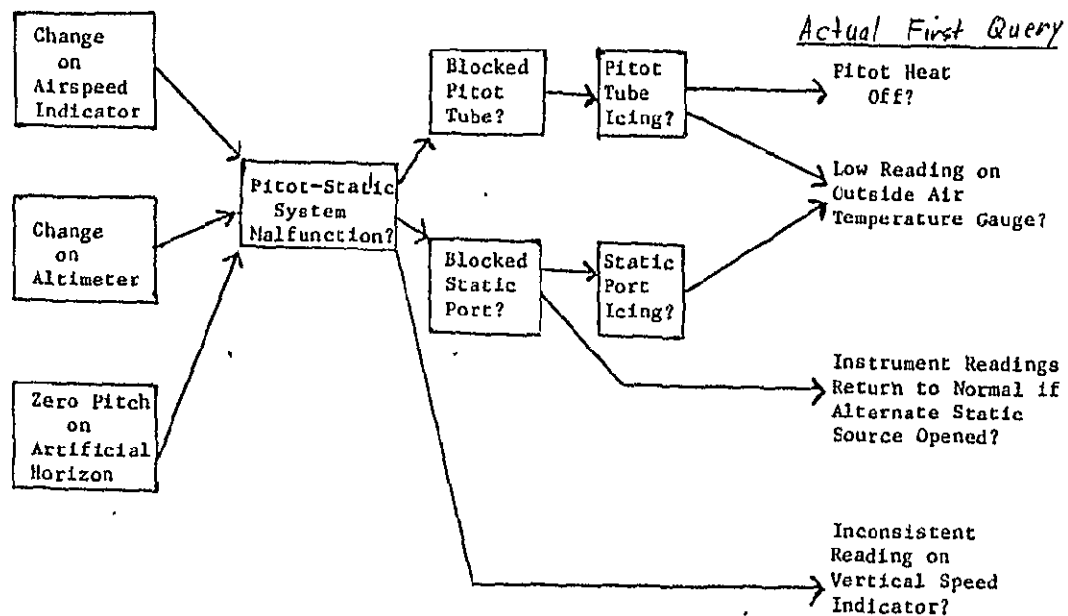 Actual First Query
Change
on
Airspeed
Indicator
Change
on
Altimeter
Zero Pitch
on
Artificial
Horizon
Pitot-Static
System
Malfunction?
Blocked
Pitot
Tube?
Pitot
Tube
Icing?
Blocked
Static
Port?
Static
Port
Icing?
Pitot Heat
Off?
Low Reading on
Outside Air
Temperature Gauge?
Instrument Readings
Return to Normal if
Alternate Static
Source Opened?
Inconsistent
Reading on
Vertical Speed
Indicator?